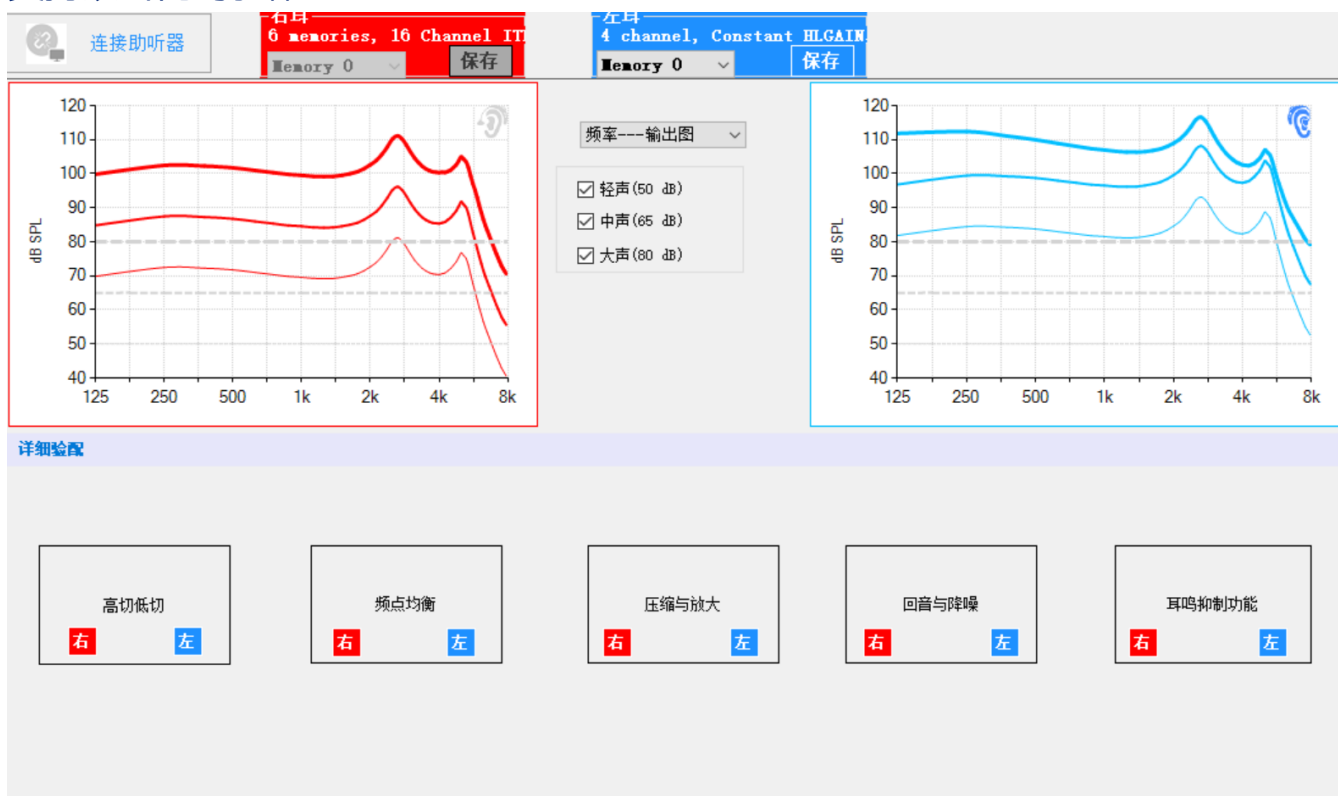 连接助听器
右耳
6 memories, 16 Channel IT
Memory 0
保存
左耳
4 channel, Constant HLGAIN
Memory 0
保存
120
110
100
90
80
70
60
50
40
dB SPL
125 250 500 1k 2k 4k 8k
频率---输出图
轻声(50 dB)
中声(65 dB)
大声(80 dB)
120
110
100
90
80
70
60
50
40
dB SPL
125 250 500 1k 2k 4k 8k
详细验配
高切低切
右 左
频点均衡
右 左
压缩与放大
右 左
回音与降噪
右 左
耳鸣抑制功能
右 左